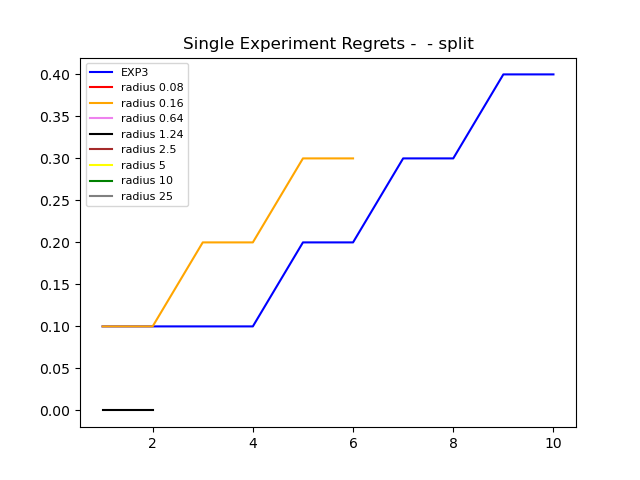 Single Experiment Regrets -  - split
EXP3
radius 0.08
radius 0.16
radius 0.64
radius 1.24
radius 2.5
radius 5
radius 10
radius 25
0.40
0.35
0.30
0.25
0.20
0.15
0.10
0.05
0.00
2 4 6 8 10